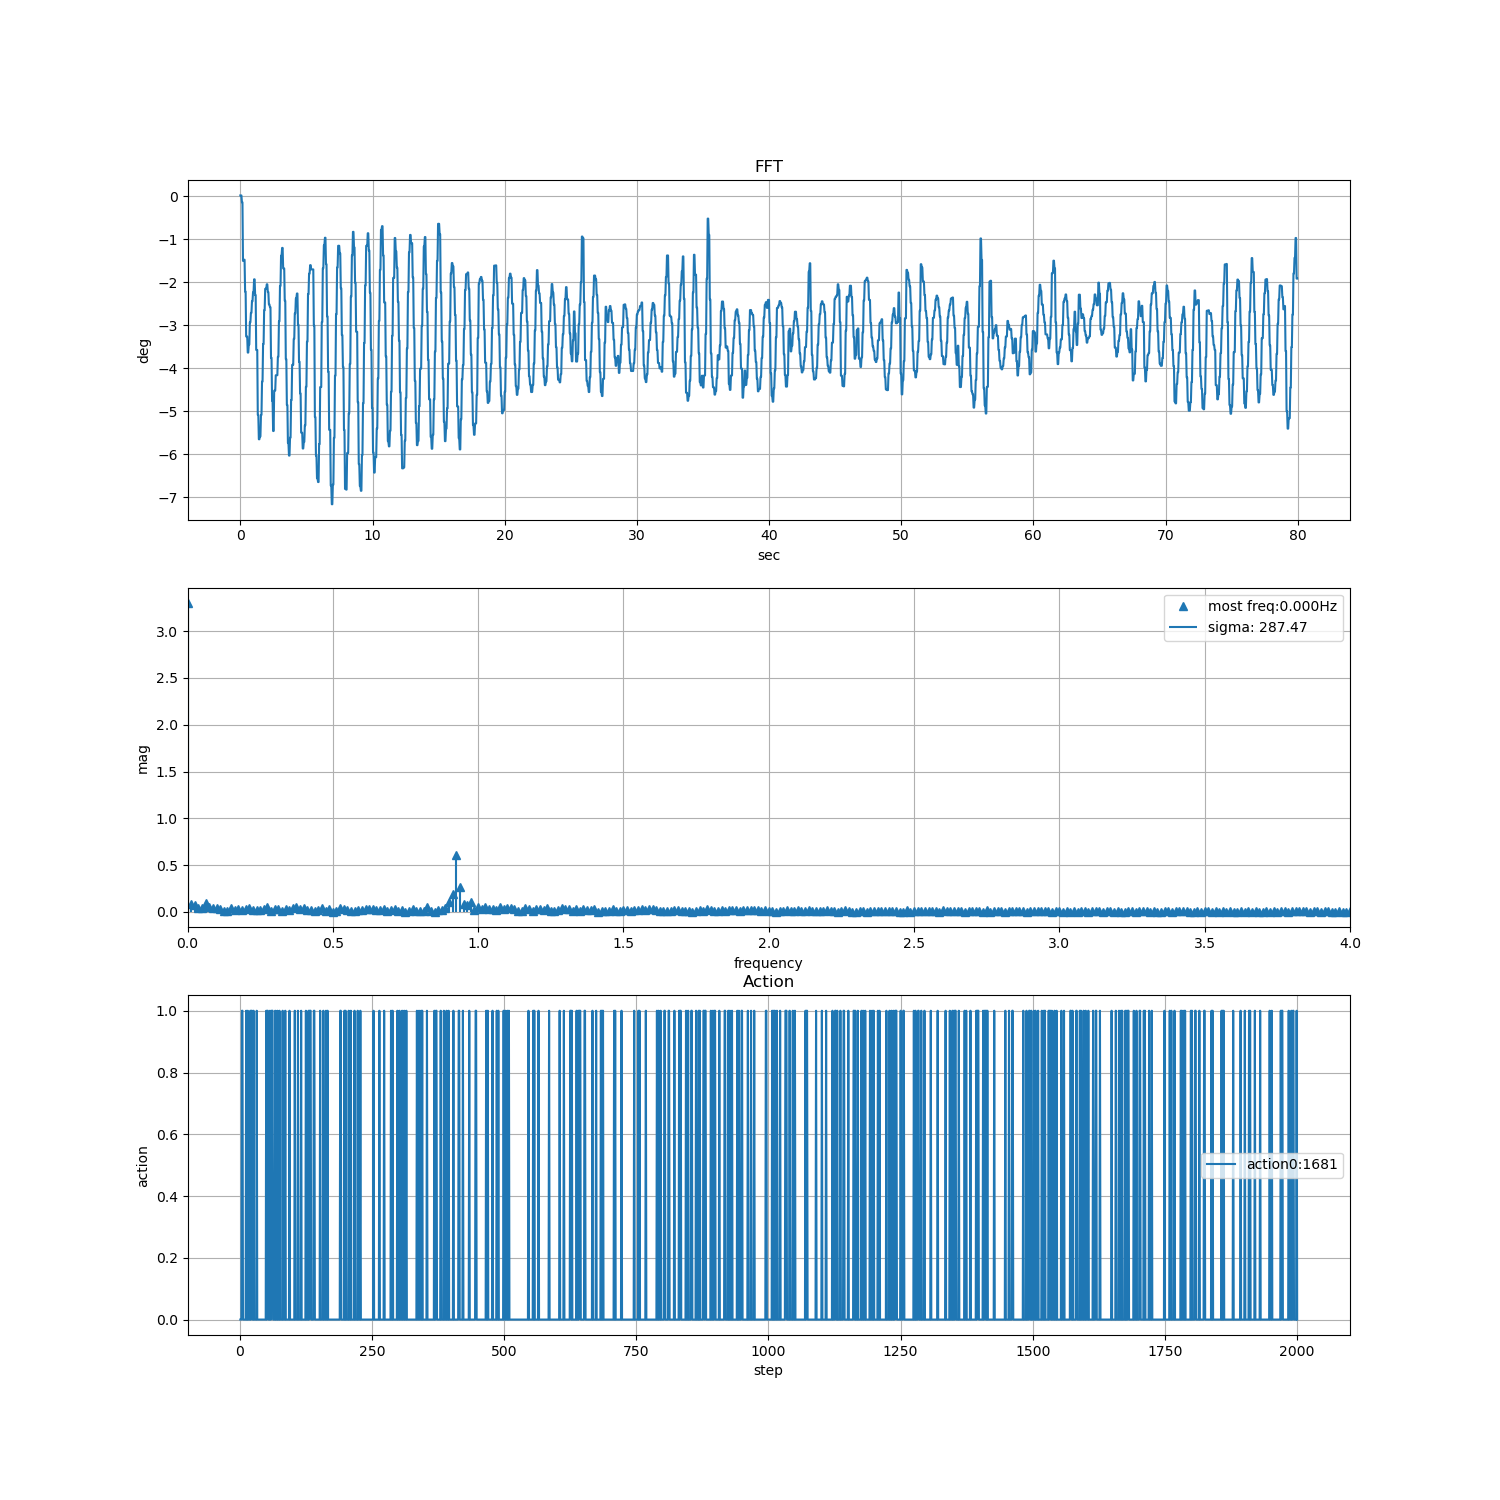 FFT
0
−1
−2
−3
−4
−5
−6
−7
deg
0 10 20 30 40 50 60 70 80
sec
most freq:0.000Hz
sigma: 287.47
3.0
2.5
2.0
1.5
1.0
0.5
0.0
mag
0.0 0.5 1.0 1.5 2.0 2.5 3.0 3.5 4.0
frequency
Action
1.0
0.8
0.6
0.4
0.2
0.0
action
action0:1681
0 250 500 750 1000 1250 1500 1750 2000
step